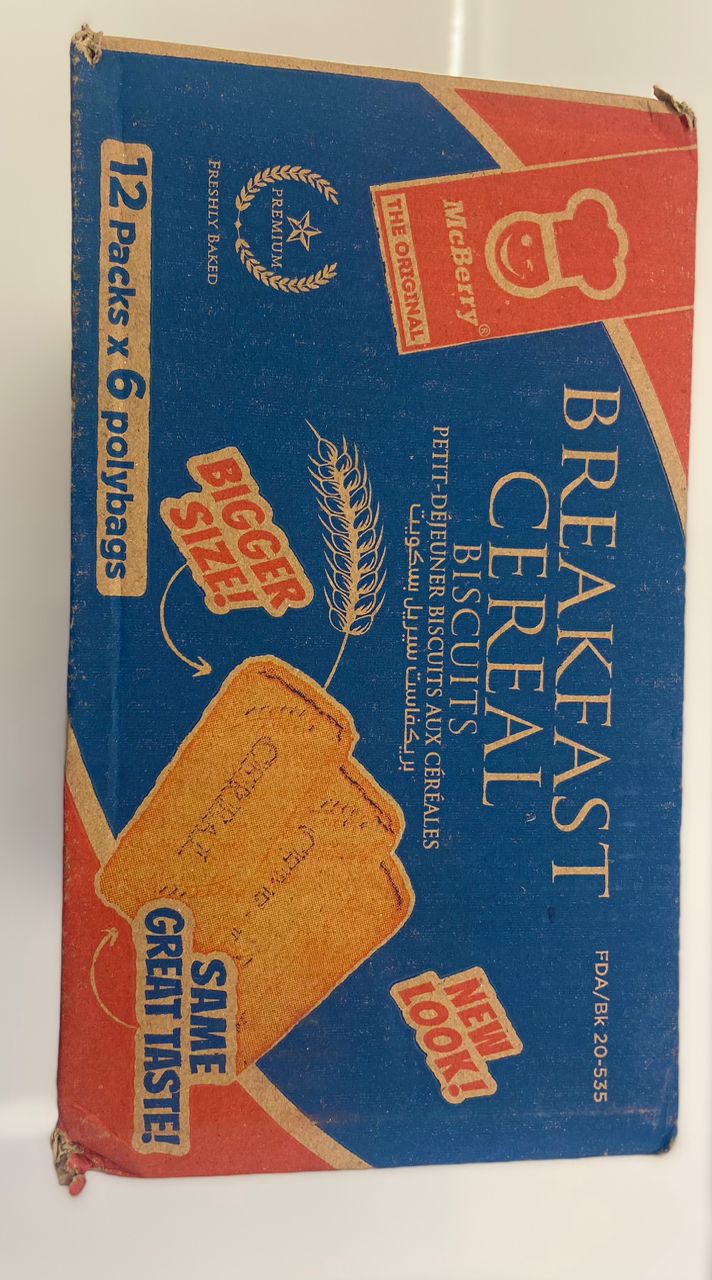 McBerry®
THE ORIGINAL
BREAKFAST
CEREAL
BISCUITS
PETIT-DÉJEUNER BISCUITS AUX CÉRÉALES
بريكفاست سيريل بسكويت
FDA/Bk 20-535
PREMIUM
FRESHLY BAKED
BIGGER
SIZE!
NEW
LOOK!
CEREAL
SAME
GREAT TASTE!
12 Packs x 6 polybags